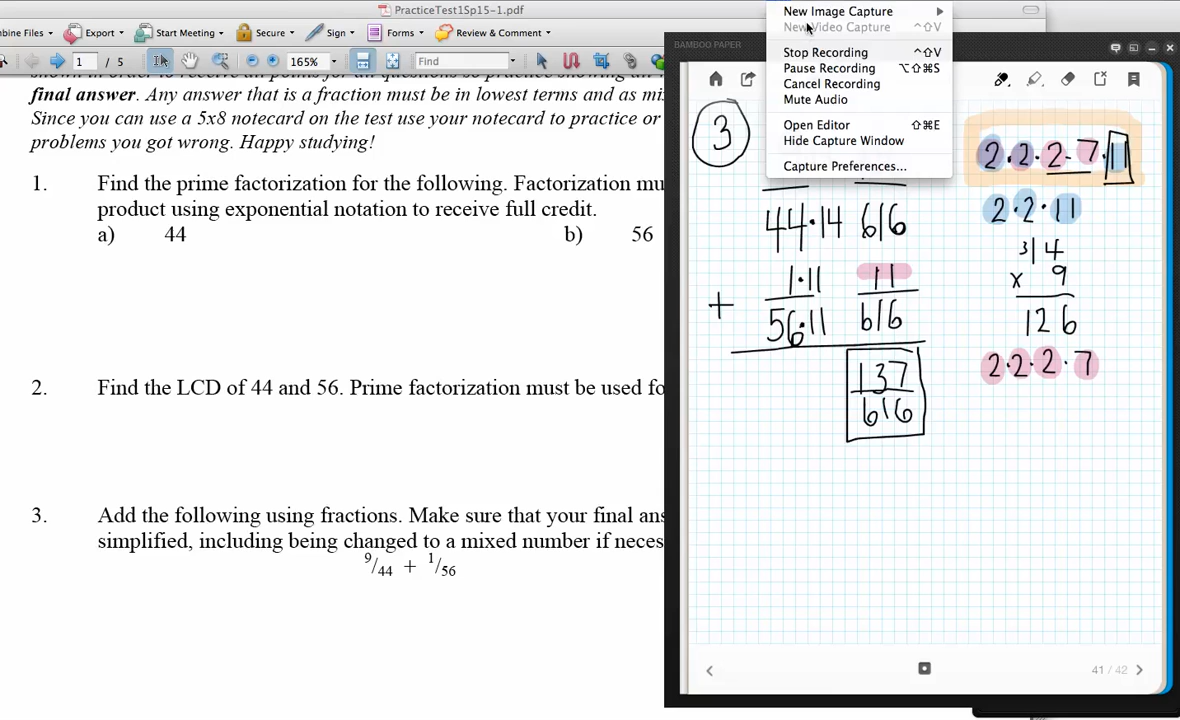 PracticeTest1Sp15-1.pdf
bine Files Export Start Meeting Secure Sign Forms Review & Comment
1 / 5 165% Find
final answer. Any answer that is a fraction must be in lowest terms and as mi
Since you can use a 5x8 notecard on the test use your notecard to practice or
problems you got wrong. Happy studying!
1. Find the prime factorization for the following. Factorization mu
product using exponential notation to receive full credit.
a) 44 b) 56
2. Find the LCD of 44 and 56. Prime factorization must be used fo
3. Add the following using fractions. Make sure that your final ans
simplified, including being changed to a mixed number if neces
9/44 + 1/56
New Image Capture
New Video Capture ^⇧V
Stop Recording ^⇧V
Pause Recording ⌥⇧⌘S
Cancel Recording
Mute Audio
Open Editor ⇧⌘E
Hide Capture Window
Capture Preferences...
BAMBOO PAPER
3
44·14 616
1·11 11
+
56·11 616
137
616
2·2·2·7·11
2·2·11
3
14
x 9
126
2·2·2·7
41 / 42